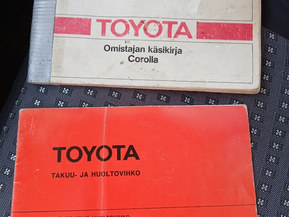 TOYOTA
Omistajan käsikirja
Corolla
TOYOTA
TAKUU- JA HUOLTOVIHKO